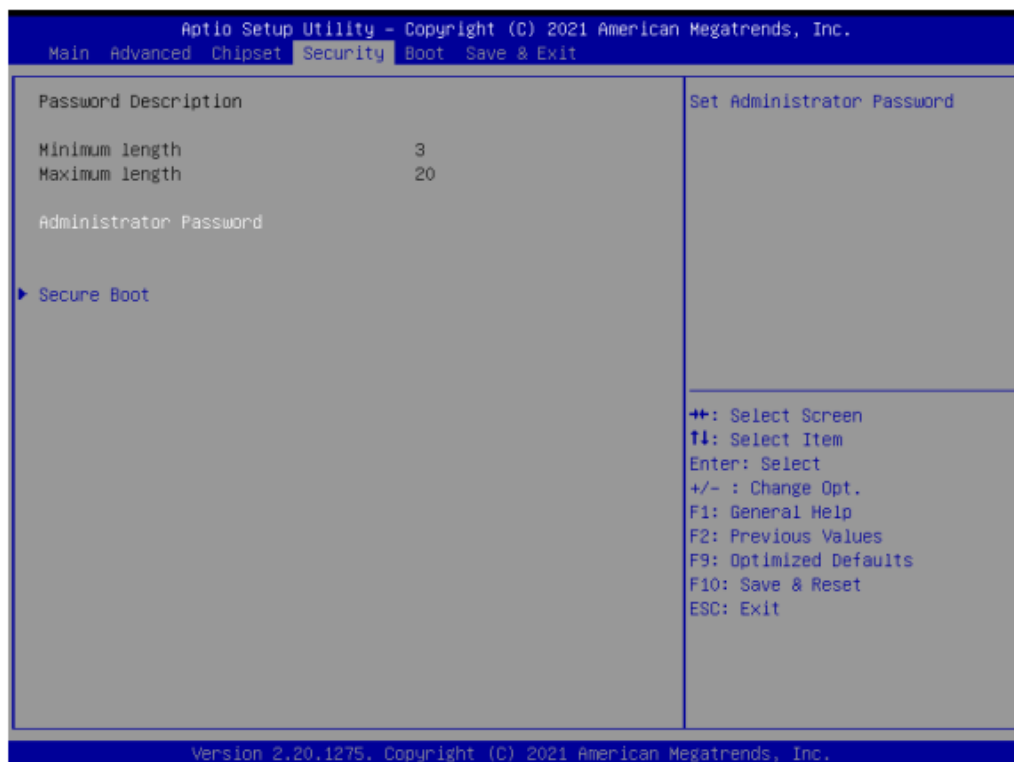 Aptio Setup Utility – Copyright (C) 2021 American Megatrends, Inc.
Main Advanced Chipset Security Boot Save & Exit
Password Description
Minimum length 3
Maximum length 20
Administrator Password
Secure Boot
Set Administrator Password
→←: Select Screen
↑↓: Select Item
Enter: Select
+/- : Change Opt.
F1: General Help
F2: Previous Values
F9: Optimized Defaults
F10: Save & Reset
ESC: Exit
Version 2.20.1275. Copyright (C) 2021 American Megatrends, Inc.